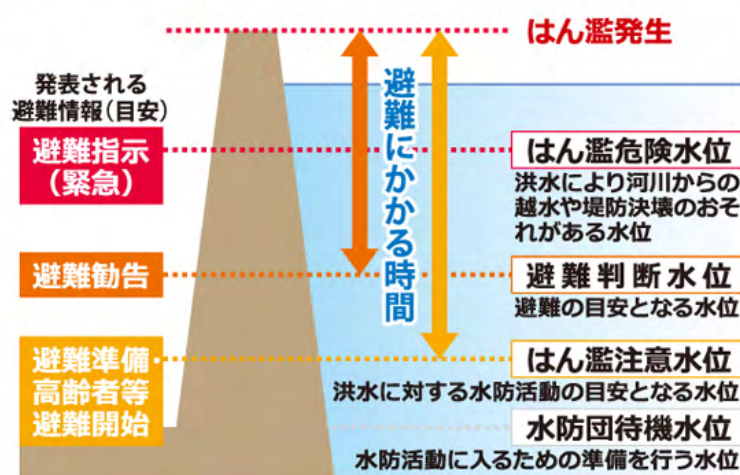 はん濫発生
発表される
避難情報(目安)
避難にかかる時間
避難指示
(緊急)
はん濫危険水位
洪水により河川からの
越水や堤防決壊のおそ
れがある水位
避難勧告
避難判断水位
避難の目安となる水位
避難準備・
高齢者等
避難開始
はん濫注意水位
洪水に対する水防活動の目安となる水位
水防団待機水位
水防活動に入るための準備を行う水位